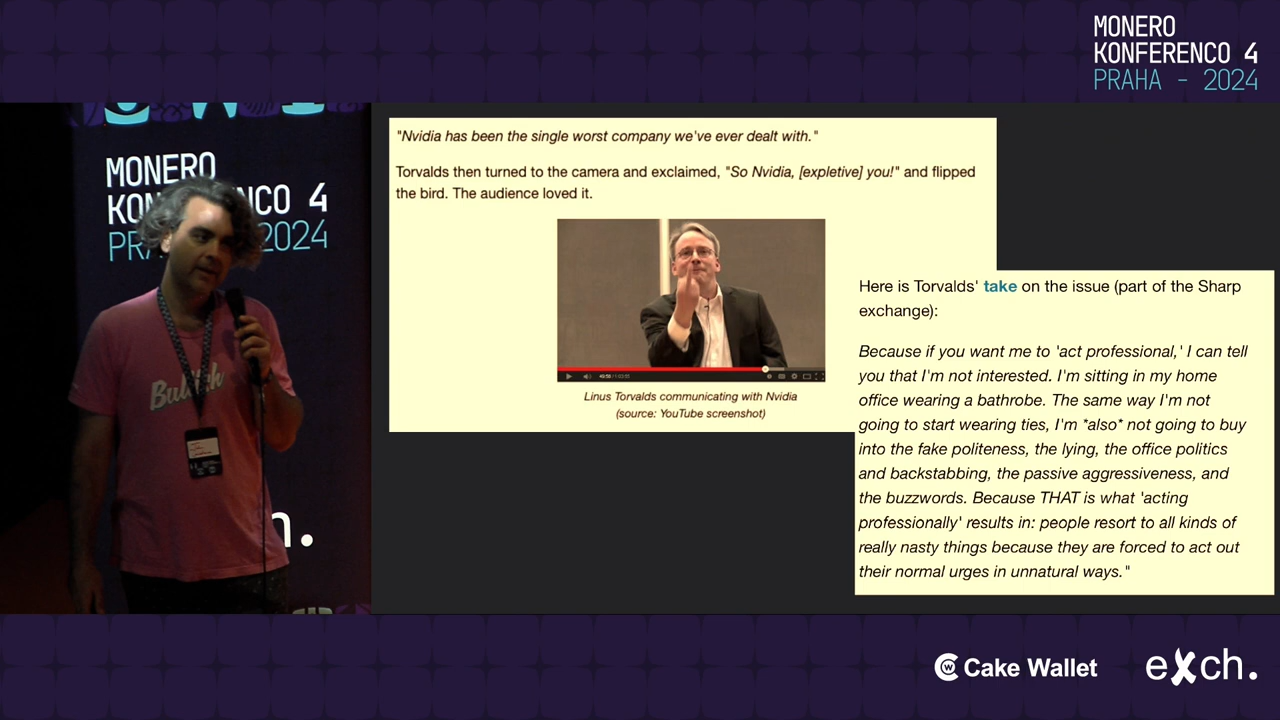 MONERO
KONFERENCO 4
PRAHA - 2024
MONERO
KONFERENCO 4
2024
"Nvidia has been the single worst company we've ever dealt with."
Torvalds then turned to the camera and exclaimed, "So Nvidia, [expletive] you!" and flipped
the bird. The audience loved it.
Linus Torvalds communicating with Nvidia
(source: YouTube screenshot)
Here is Torvalds' take on the issue (part of the Sharp
exchange):
Because if you want me to 'act professional,' I can tell
you that I'm not interested. I'm sitting in my home
office wearing a bathrobe. The same way I'm not
going to start wearing ties, I'm *also* not going to buy
into the fake politeness, the lying, the office politics
and backstabbing, the passive aggressiveness, and
the buzzwords. Because THAT is what 'acting
professionally' results in: people resort to all kinds of
really nasty things because they are forced to act out
their normal urges in unnatural ways."
h.
Cake Wallet
exch.